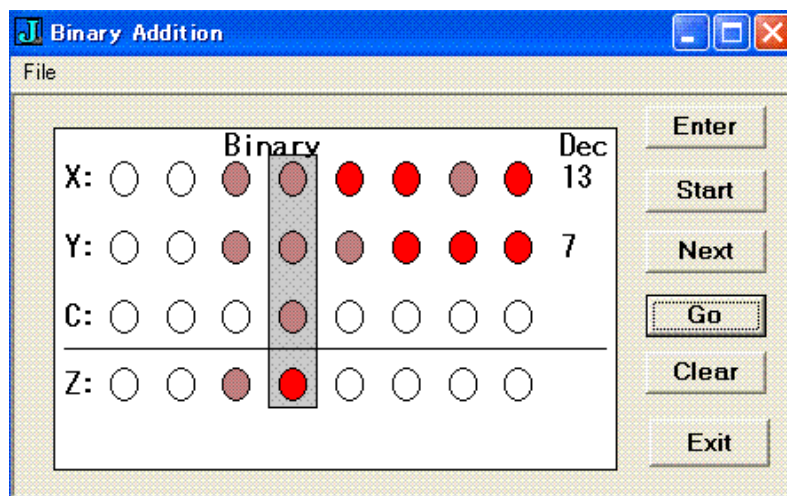 Binary Addition
File
Binary Dec
X: 13
Y: 7
C:
Z:
Enter
Start
Next
Go
Clear
Exit